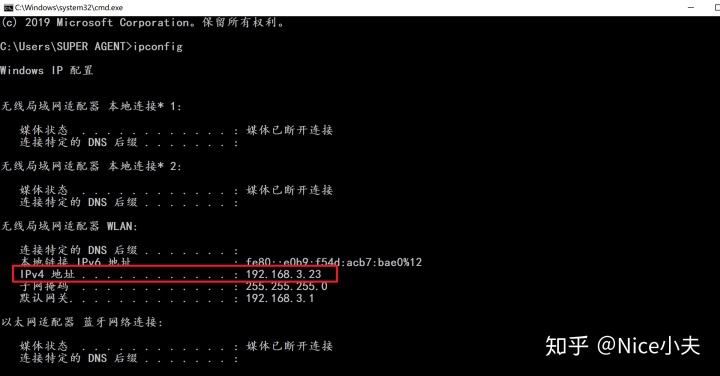 C:\Windows\system32\cmd.exe
(c) 2019 Microsoft Corporation。保留所有权利。
C:\Users\SUPER AGENT>ipconfig
Windows IP 配置
无线局域网适配器 本地连接* 1:
媒体状态 . . . . . . . . . . . . : 媒体已断开连接
连接特定的 DNS 后缀 . . . . . . . :
无线局域网适配器 本地连接* 2:
媒体状态 . . . . . . . . . . . . : 媒体已断开连接
连接特定的 DNS 后缀 . . . . . . . :
无线局域网适配器 WLAN:
连接特定的 DNS 后缀 . . . . . . . :
本地链接 IPv6 地址 . . . . . . . . : fe80::e0b9:f54d:acb7:bae0%12
IPv4 地址 . . . . . . . . . . . . : 192.168.3.23
子网掩码 . . . . . . . . . . . . : 255.255.255.0
默认网关. . . . . . . . . . . . . : 192.168.3.1
以太网适配器 蓝牙网络连接:
媒体状态 . . . . . . . . . . . . : 媒体已断开连接
连接特定的 DNS 后缀 . . . . . . . :
知乎 @Nice小夫